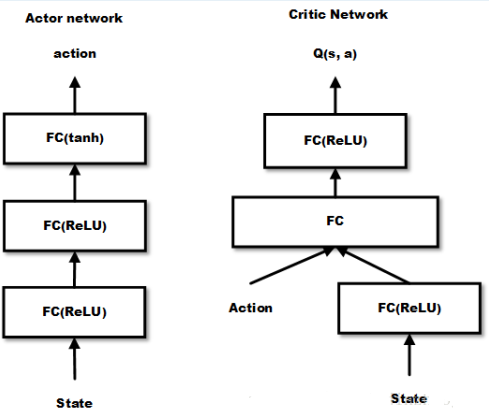 Actor network
action
FC(tanh)
FC(ReLU)
FC(ReLU)
State
Critic Network
Q(s, a)
FC(ReLU)
FC
Action
FC(ReLU)
State